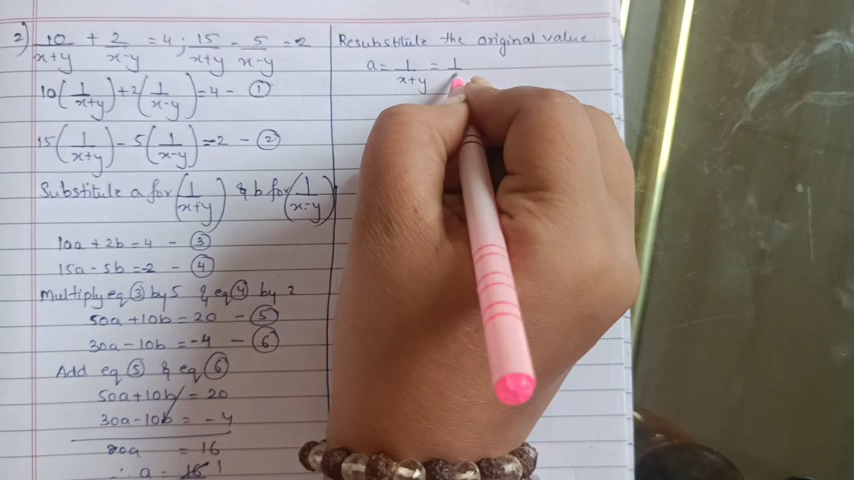 2) 10/x+y + 2/x-y = 4 ; 15/x+y - 5/x-y = -2
10(1/x+y) + 2(1/x-y) = 4 - ①
15(1/x+y) - 5(1/x-y) = -2 - ②
Substitute a for (1/x+y) & b for (1/x-y)
10a + 2b = 4 - ③
15a - 5b = -2 - ④
Multiply eq ③ by 5 & eq ④ by 2
50a + 10b = 20 - ⑤
30a - 10b = -4 - ⑥
Add eq ⑤ & eq ⑥
50a + 10b = 20
30a - 10b = -4
80a = 16
∴ a = 16 1
Resubstitute the original value.
a = 1/x+y = 1